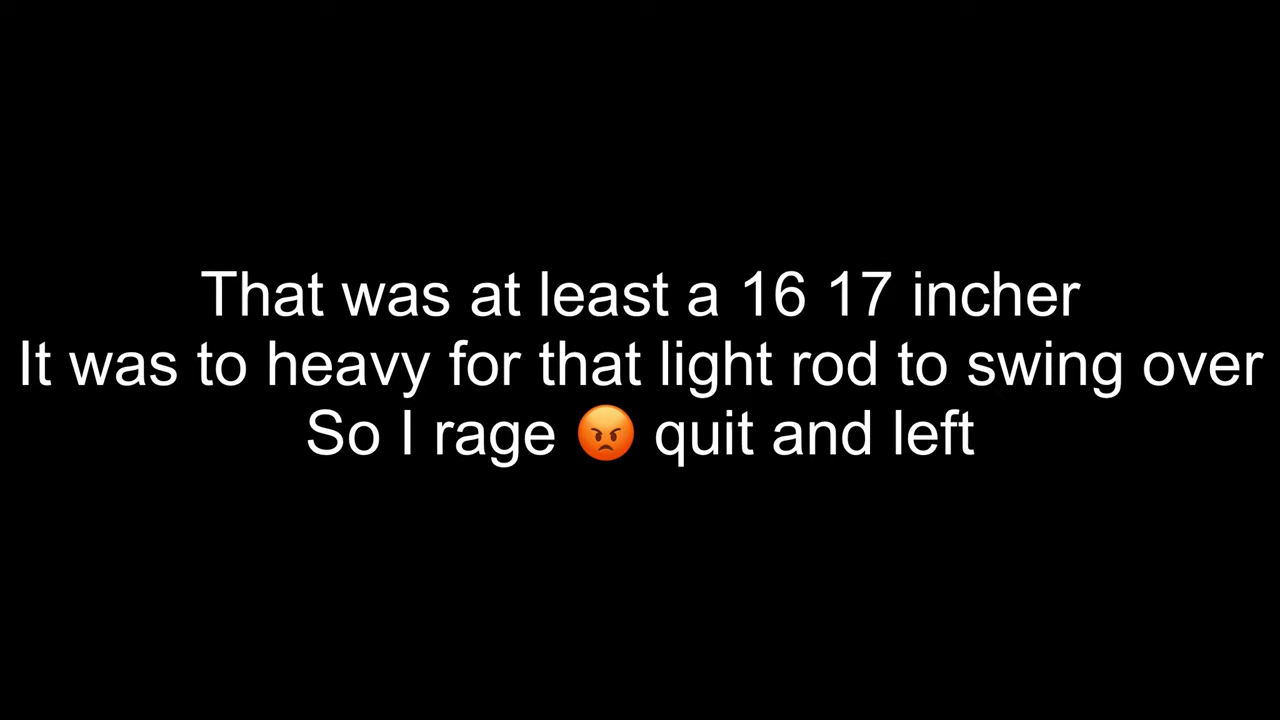 That was at least a 16 17 incher
It was to heavy for that light rod to swing over
So I rage 😡 quit and left